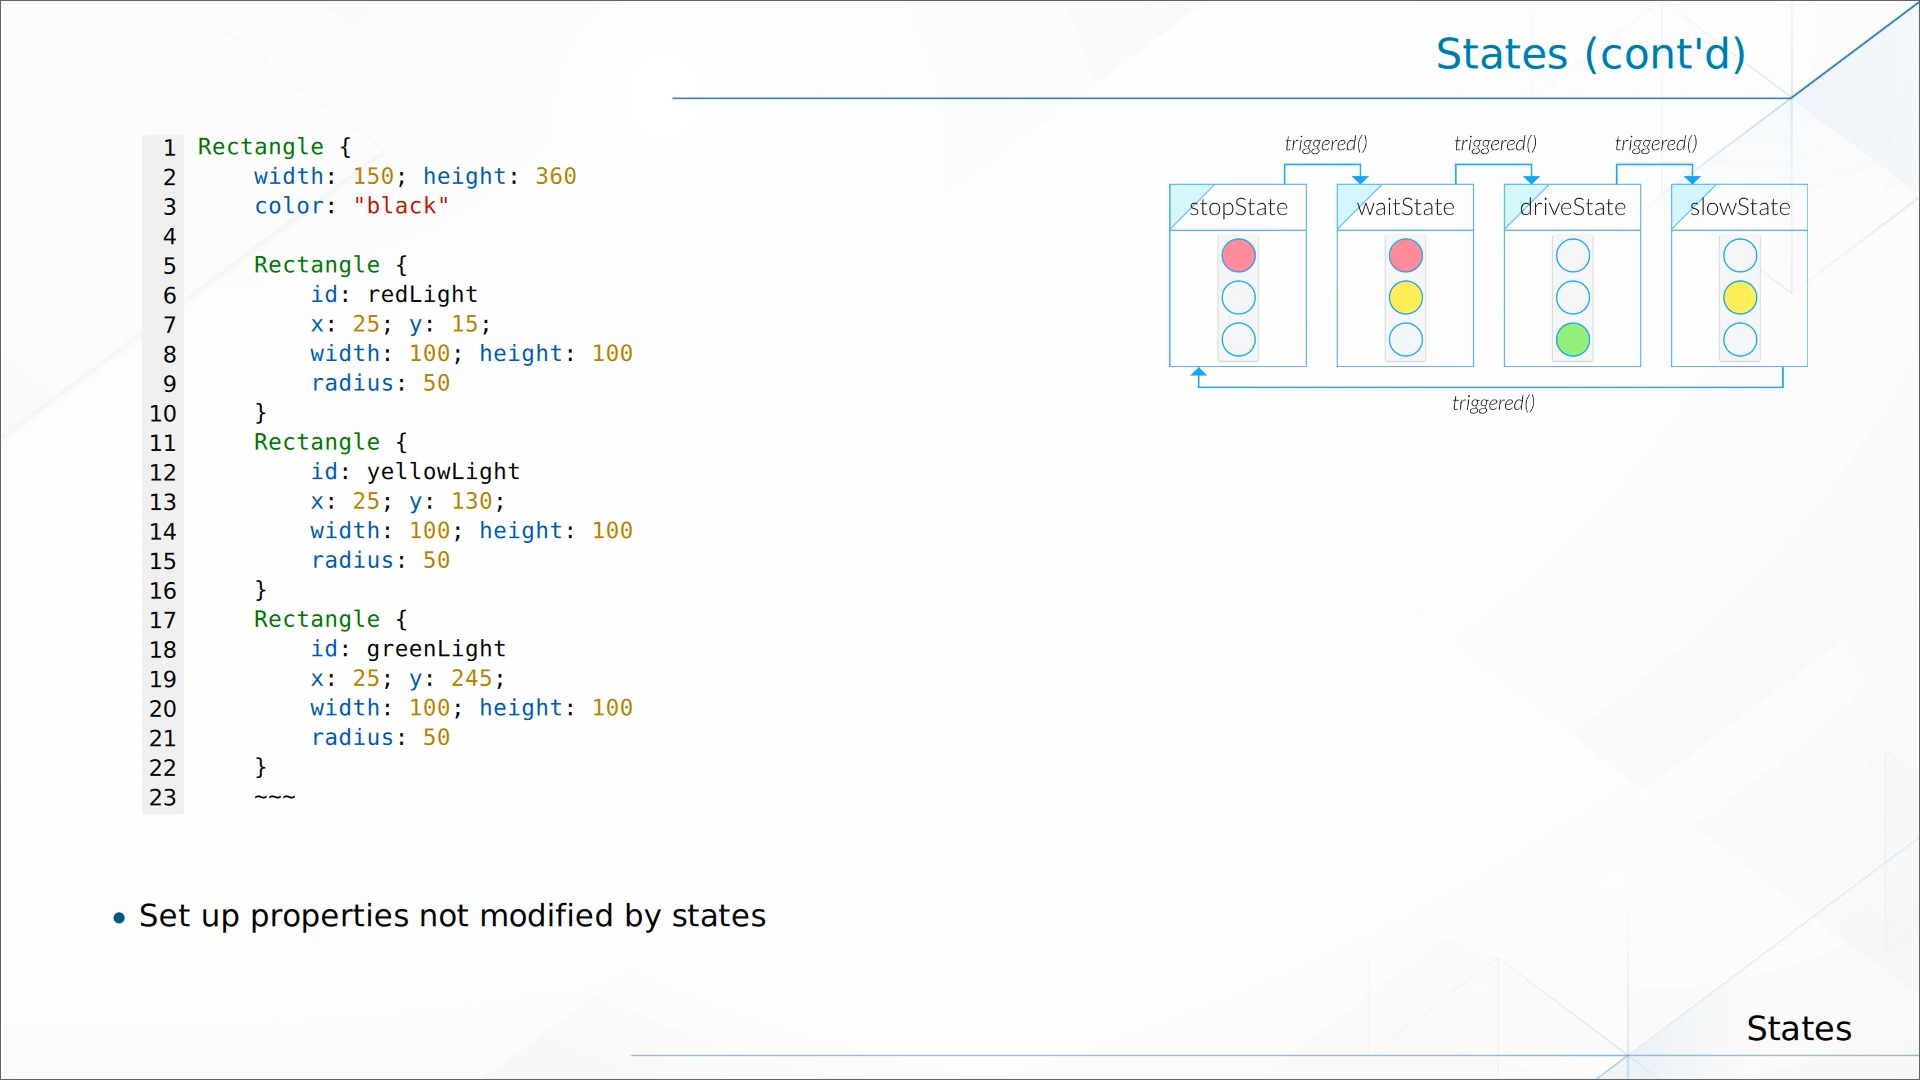 States (cont'd)
1 Rectangle {
2     width: 150; height: 360
3     color: "black"
4
5     Rectangle {
6         id: redLight
7         x: 25; y: 15;
8         width: 100; height: 100
9         radius: 50
10     }
11     Rectangle {
12         id: yellowLight
13         x: 25; y: 130;
14         width: 100; height: 100
15         radius: 50
16     }
17     Rectangle {
18         id: greenLight
19         x: 25; y: 245;
20         width: 100; height: 100
21         radius: 50
22     }
23     ~~~
triggered() triggered() triggered()
stopState waitState driveState slowState
triggered()
• Set up properties not modified by states
States